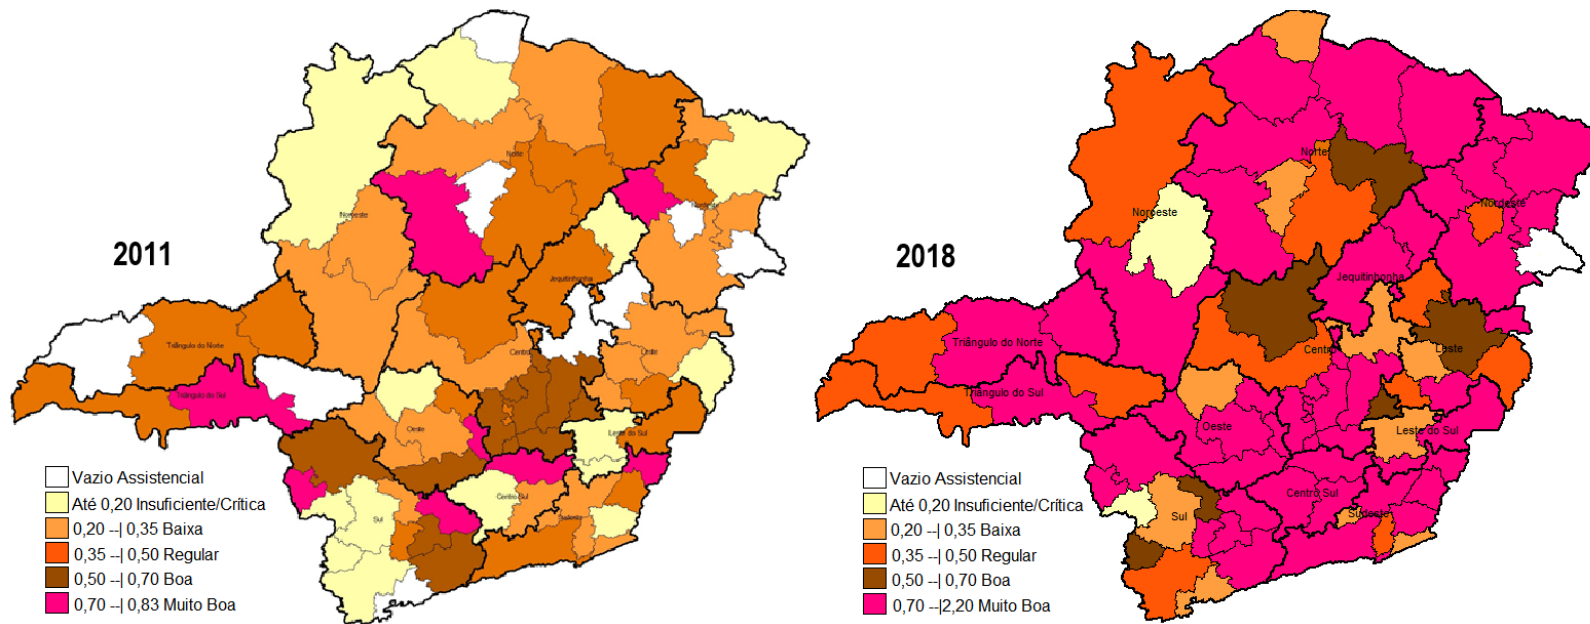 2011
Norte
Noroeste
Jequitinhonha
Triângulo do Norte
Centro
Triângulo do Sul
Oeste
Leste do Sul
Centro Sul
Sul
Vazio Assistencial
Até 0,20 Insuficiente/Crítica
0,20 --| 0,35 Baixa
0,35 --| 0,50 Regular
0,50 --| 0,70 Boa
0,70 --| 0,83 Muito Boa
2018
Norte
Nordeste
Noroeste
Jequitinhonha
Triângulo do Norte
Centro
Leste
Triângulo do Sul
Oeste
Leste do Sul
Centro Sul
Sudeste
Sul
Vazio Assistencial
Até 0,20 Insuficiente/Crítica
0,20 --| 0,35 Baixa
0,35 --| 0,50 Regular
0,50 --| 0,70 Boa
0,70 --|2,20 Muito Boa